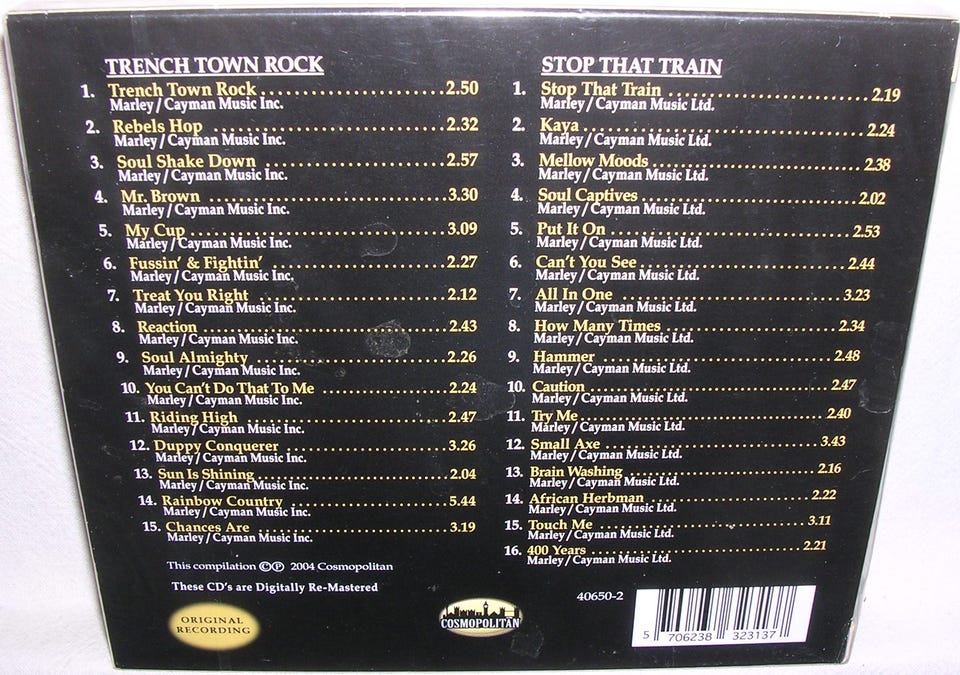 TRENCH TOWN ROCK
1. Trench Town Rock 2.50
Marley/Cayman Music Inc.
2. Rebels Hop 2.32
Marley/Cayman Music Inc.
3. Soul Shake Down 2.57
Marley/Cayman Music Inc.
4. Mr. Brown 3.30
Marley/Cayman Music Inc.
5. My Cup 3.09
Marley/Cayman Music Inc.
6. Fussin' & Fightin' 2.27
Marley/Cayman Music Inc.
7. Treat You Right 2.12
Marley/Cayman Music Inc.
8. Reaction 2.43
Marley/Cayman Music Inc.
9. Soul Almighty 2.26
Marley/Cayman Music Inc.
10. You Can't Do That To Me 2.24
Marley/Cayman Music Inc.
11. Riding High 2.47
Marley/Cayman Music Inc.
12. Duppy Conquerer 3.26
Marley/Cayman Music Inc.
13. Sun Is Shining 2.04
Marley/Cayman Music Inc.
14. Rainbow Country 5.44
Marley/Cayman Music Inc.
15. Chances Are 3.19
Marley/Cayman Music Inc.
This compilation ©℗ 2004 Cosmopolitan
These CD's are Digitally Re-Mastered
ORIGINAL
RECORDING
STOP THAT TRAIN
1. Stop That Train 2.19
Marley/Cayman Music Ltd.
2. Kaya 2.24
Marley/Cayman Music Ltd.
3. Mellow Moods 2.38
Marley/Cayman Music Ltd.
4. Soul Captives 2.02
Marley/Cayman Music Ltd.
5. Put It On 2.53
Marley/Cayman Music Ltd.
6. Can't You See 2.44
Marley/Cayman Music Ltd.
7. All In One 3.23
Marley/Cayman Music Ltd.
8. How Many Times 2.34
Marley/Cayman Music Ltd.
9. Hammer 2.48
Marley/Cayman Music Ltd.
10. Caution 2.47
Marley/Cayman Music Ltd.
11. Try Me 2.40
Marley/Cayman Music Ltd.
12. Small Axe 3.43
Marley/Cayman Music Ltd.
13. Brain Washing 2.16
Marley/Cayman Music Ltd.
14. African Herbman 2.22
Marley/Cayman Music Ltd.
15. Touch Me 3.11
Marley/Cayman Music Ltd.
16. 400 Years 2.21
Marley/Cayman Music Ltd.
40650-2
COSMOPOLITAN
5 706238 323137